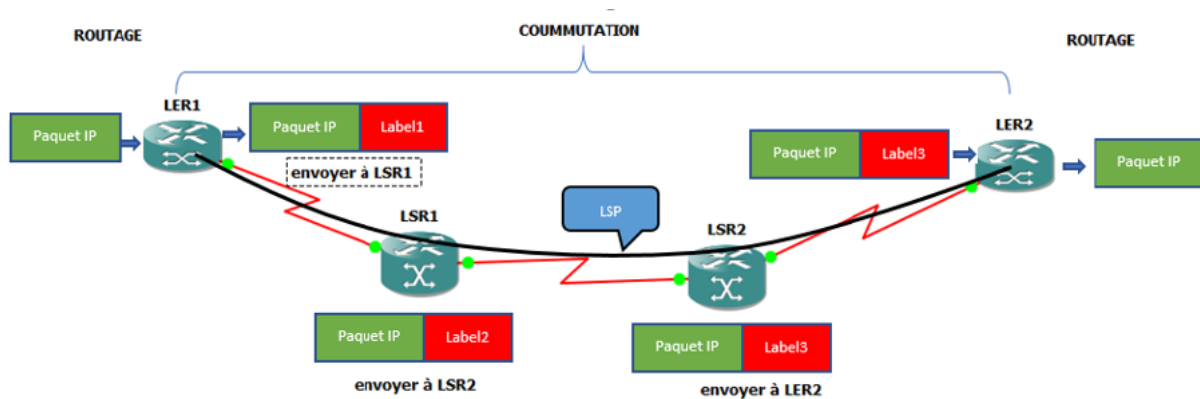 COUMMUTATION
ROUTAGE
ROUTAGE
LER1
LER2
Paquet IP
Paquet IP
Label1
envoyer à LSR1
Paquet IP
Label3
Paquet IP
LSP
LSR1
LSR2
Paquet IP
Label2
envoyer à LSR2
Paquet IP
Label3
envoyer à LER2